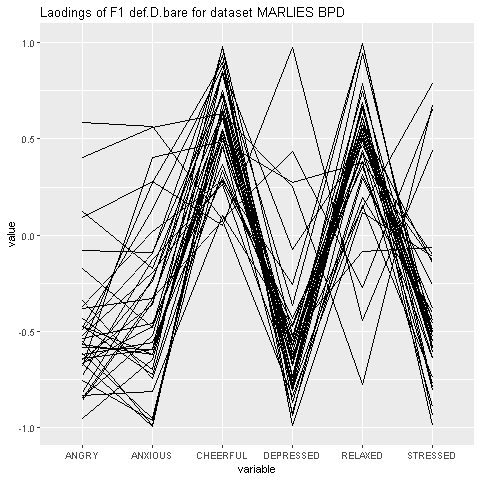 Laodings of F1 def.D.bare for dataset MARLIES BPD
1.0
0.5
0.0
-0.5
-1.0
value
ANGRY ANXIOUS CHEERFUL DEPRESSED RELAXED STRESSED
variable